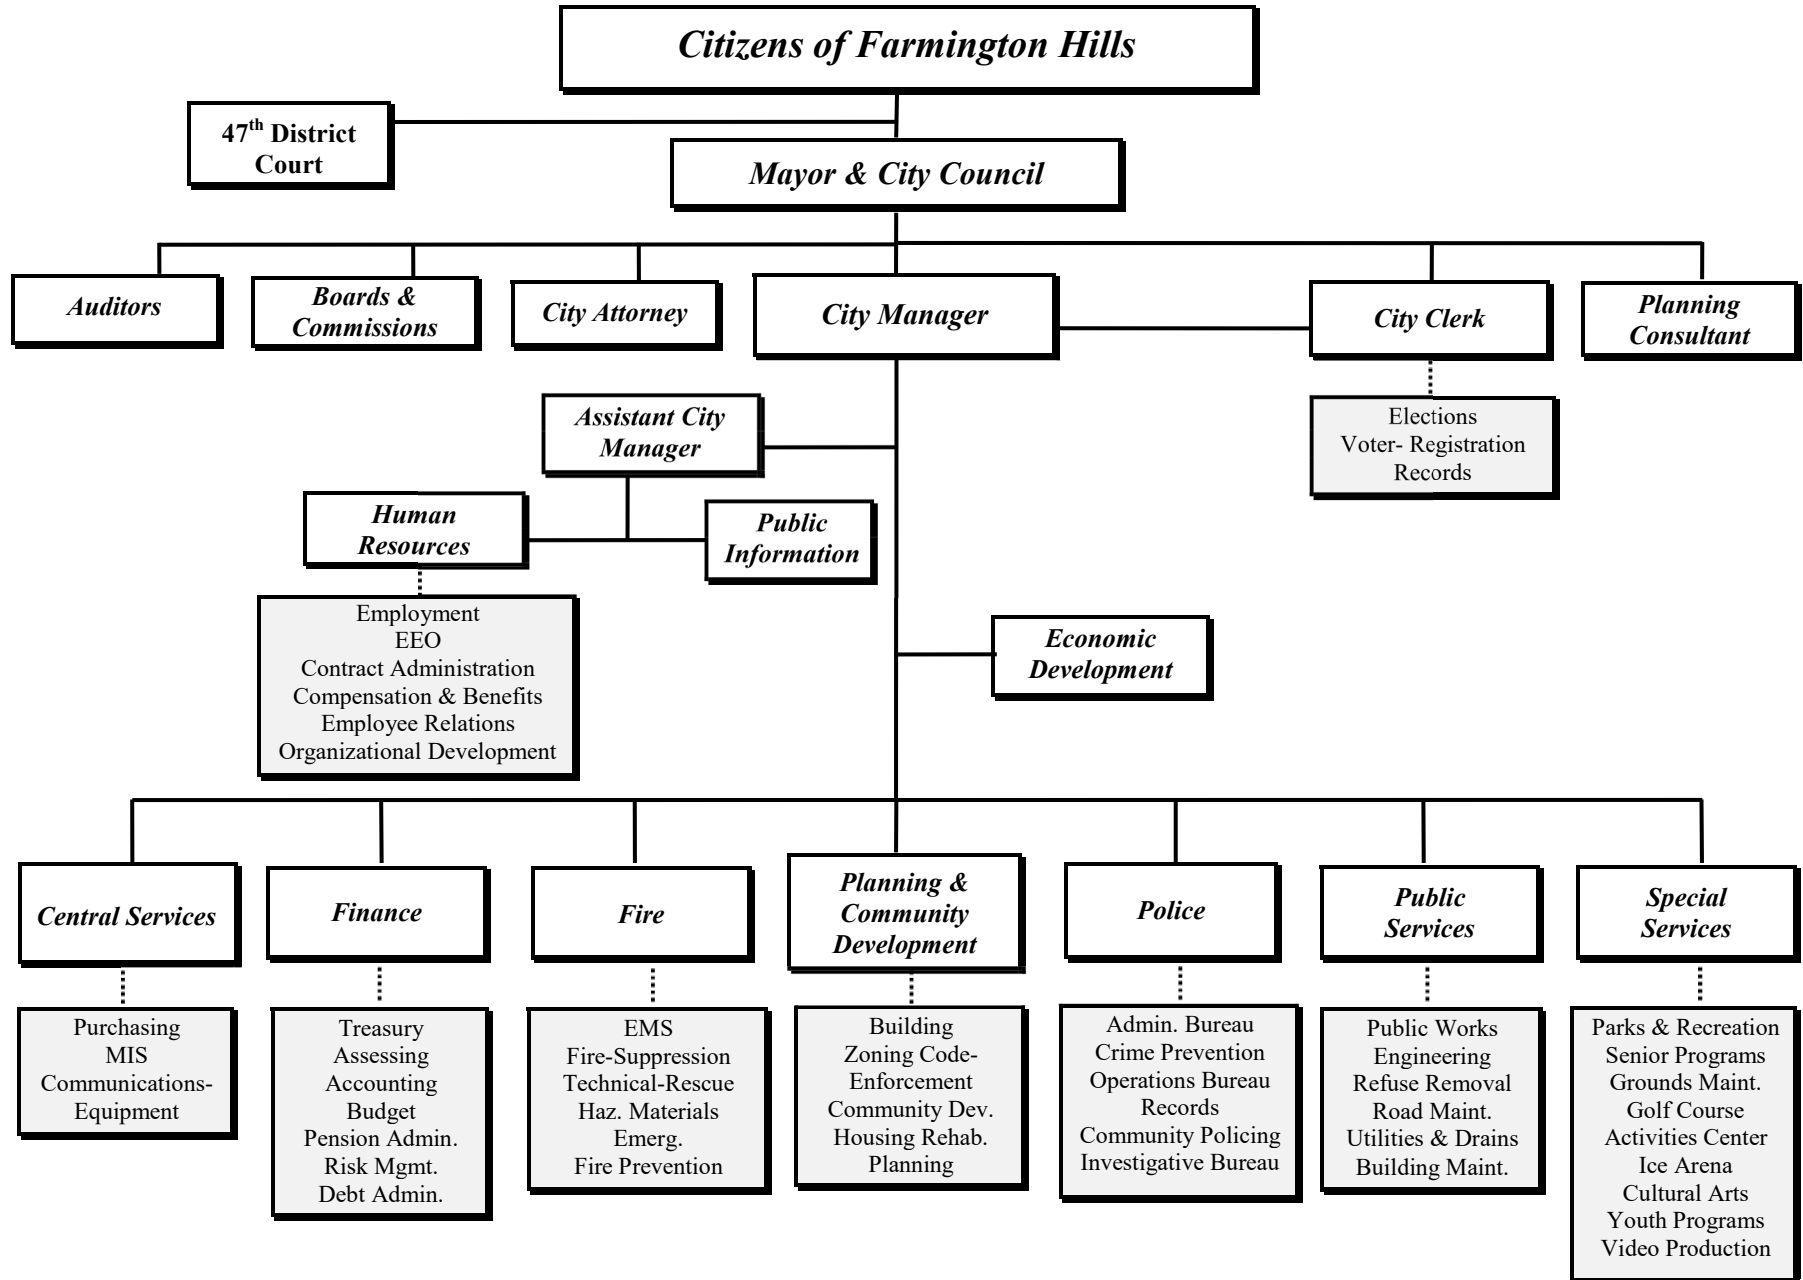 Citizens of Farmington Hills
47th District
Court
Mayor & City Council
Auditors
Boards &
Commissions
City Attorney
City Manager
City Clerk
Planning
Consultant
Elections
Voter- Registration
Records
Assistant City
Manager
Human
Resources
Public
Information
Employment
EEO
Contract Administration
Compensation & Benefits
Employee Relations
Organizational Development
Economic
Development
Central Services
Finance
Fire
Planning &
Community
Development
Police
Public
Services
Special
Services
Purchasing
MIS
Communications-
Equipment
Treasury
Assessing
Accounting
Budget
Pension Admin.
Risk Mgmt.
Debt Admin.
EMS
Fire-Suppression
Technical-Rescue
Haz. Materials
Emerg.
Fire Prevention
Building
Zoning Code-
Enforcement
Community Dev.
Housing Rehab.
Planning
Admin. Bureau
Crime Prevention
Operations Bureau
Records
Community Policing
Investigative Bureau
Public Works
Engineering
Refuse Removal
Road Maint.
Utilities & Drains
Building Maint.
Parks & Recreation
Senior Programs
Grounds Maint.
Golf Course
Activities Center
Ice Arena
Cultural Arts
Youth Programs
Video Production